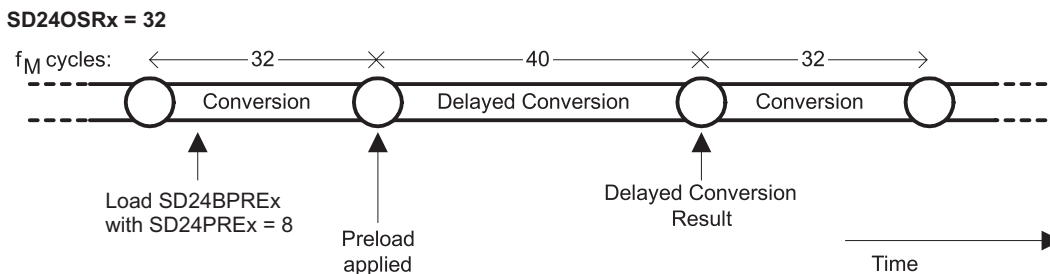 SD24OSRx = 32
fM cycles:
32
40
32
Conversion
Delayed Conversion
Conversion
Load SD24BPREx
with SD24PREx = 8
Preload
applied
Delayed Conversion
Result
Time